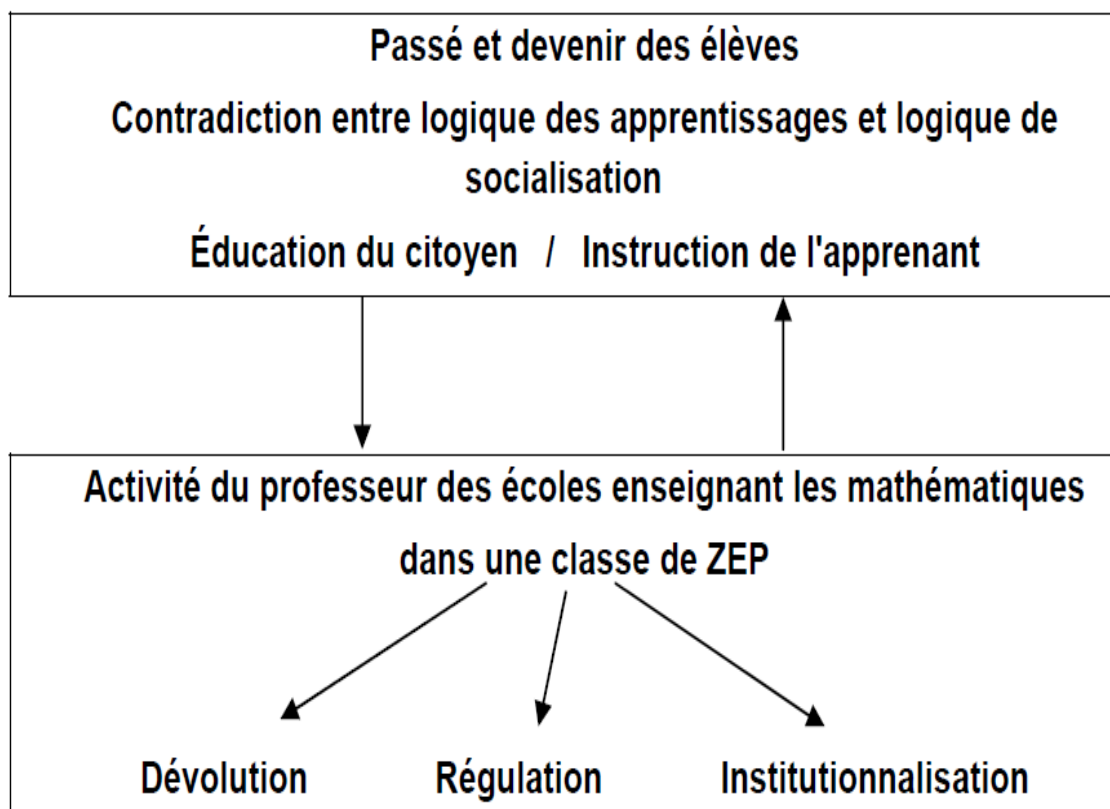 Passé et devenir des élèves
Contradiction entre logique des apprentissages et logique de
socialisation
Éducation du citoyen / Instruction de l'apprenant
Activité du professeur des écoles enseignant les mathématiques
dans une classe de ZEP
Dévolution Régulation Institutionnalisation